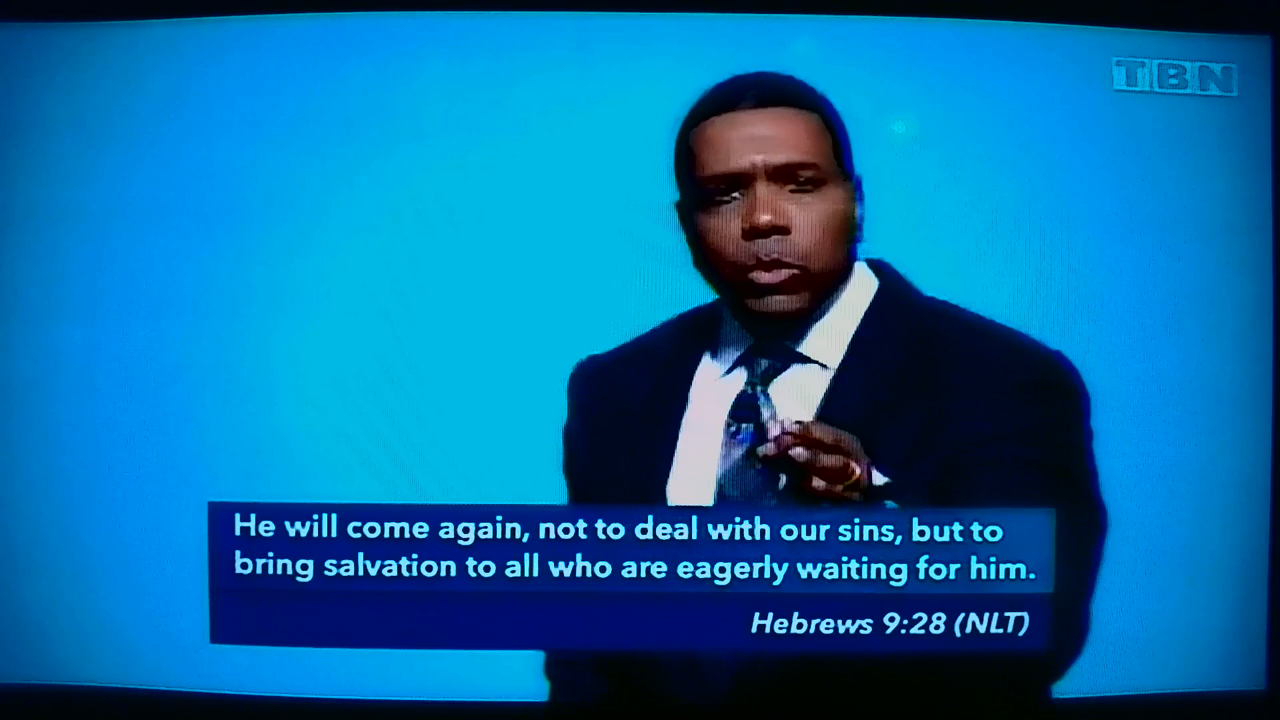 TBN
He will come again, not to deal with our sins, but to
bring salvation to all who are eagerly waiting for him.
Hebrews 9:28 (NLT)